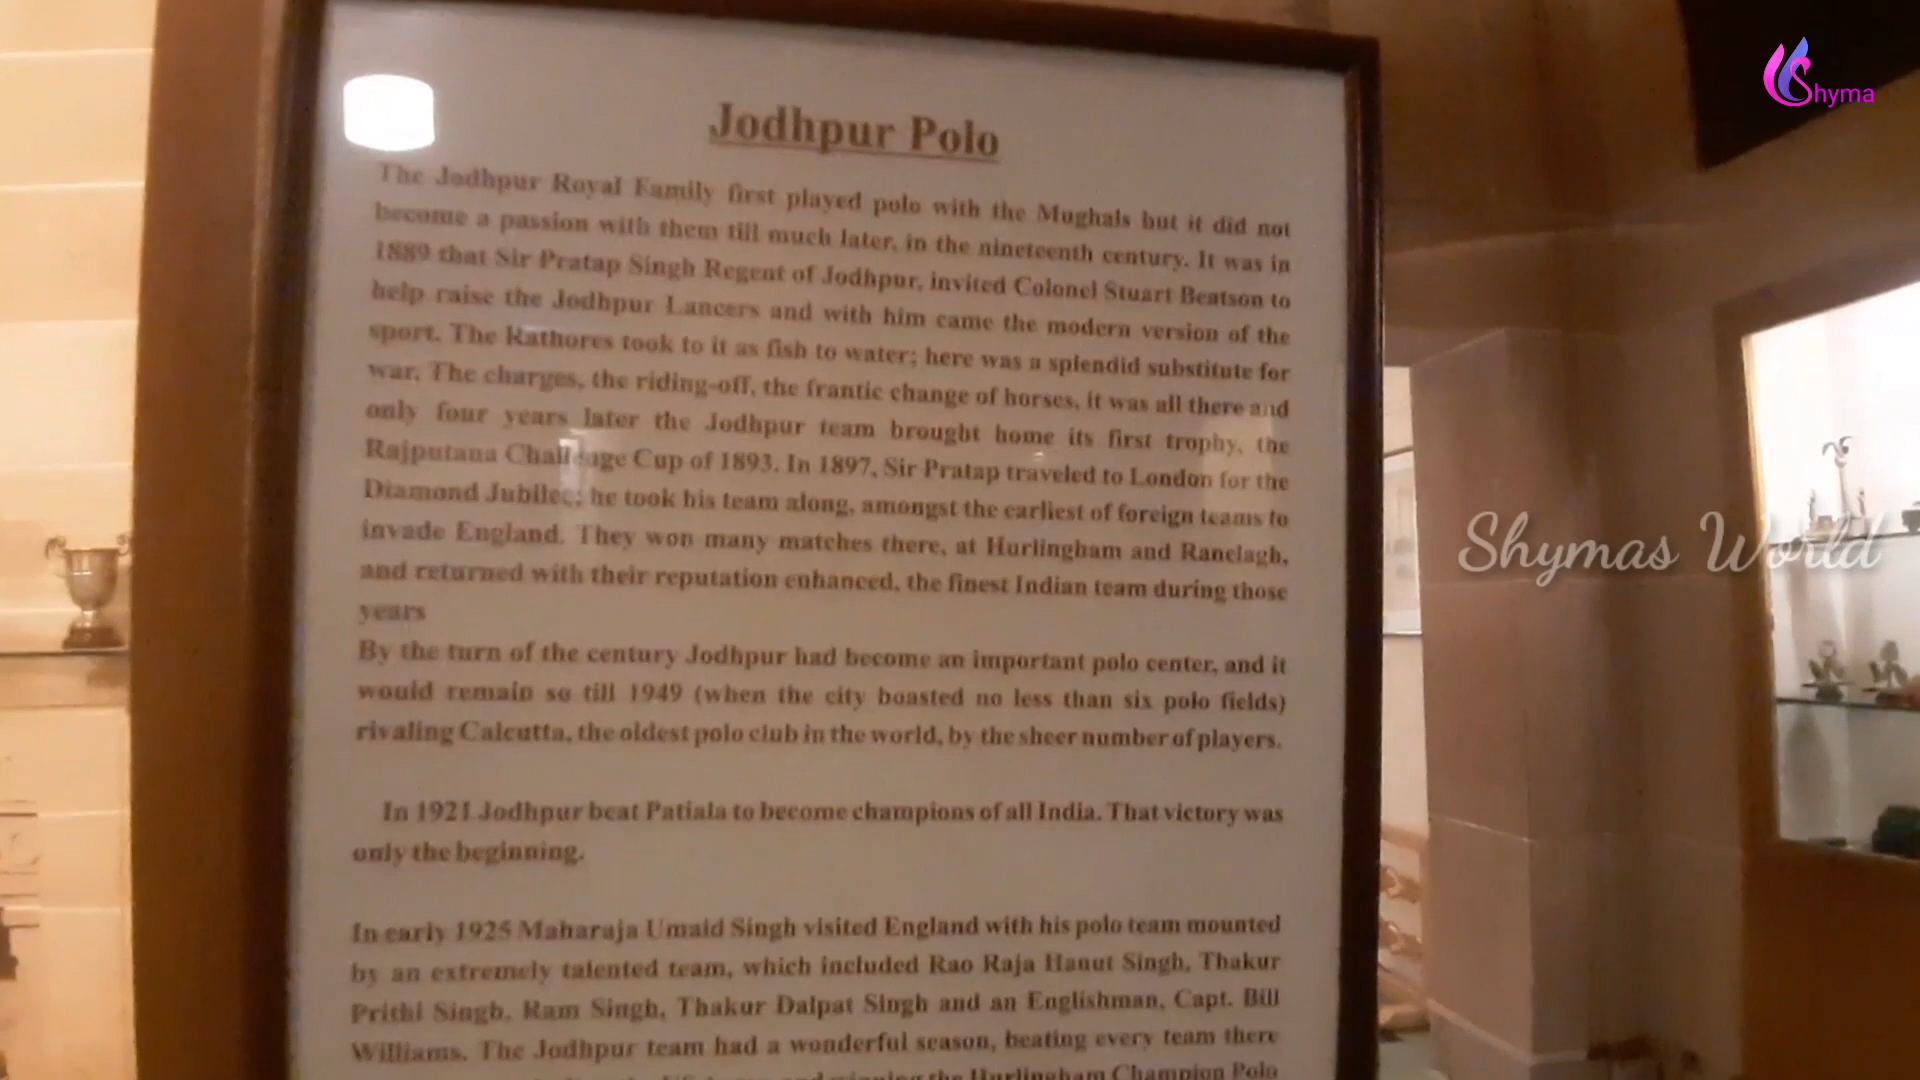 Jodhpur Polo
The Jodhpur Royal Family first played polo with the Mughals but it did not
become a passion with them till much later, in the nineteenth century. It was in
1889 that Sir Pratap Singh Regent of Jodhpur, invited Colonel Stuart Beatson to
help raise the Jodhpur Lancers and with him came the modern version of the
sport. The Rathores took to it as fish to water; here was a splendid substitute for
war. The charges, the riding-off, the frantic change of horses, it was all there and
only four years later the Jodhpur team brought home its first trophy, the
Rajputana Challenge Cup of 1893. In 1897, Sir Pratap traveled to London for the
Diamond Jubilee; he took his team along, amongst the earliest of foreign teams to
invade England. They won many matches there, at Hurlingham and Ranelagh,
and returned with their reputation enhanced, the finest Indian team during those
years
By the turn of the century Jodhpur had become an important polo center, and it
would remain so till 1949 (when the city boasted no less than six polo fields)
rivaling Calcutta, the oldest polo club in the world, by the sheer number of players.
In 1921 Jodhpur beat Patiala to become champions of all India. That victory was
only the beginning.
In early 1925 Maharaja Umaid Singh visited England with his polo team mounted
by an extremely talented team, which included Rao Raja Hanut Singh, Thakur
Prithi Singh, Ram Singh, Thakur Dalpat Singh and an Englishman, Capt. Bill
Williams. The Jodhpur team had a wonderful season, beating every team there
winning the Hurlingham Champion Polo
Shyma
Shymas World